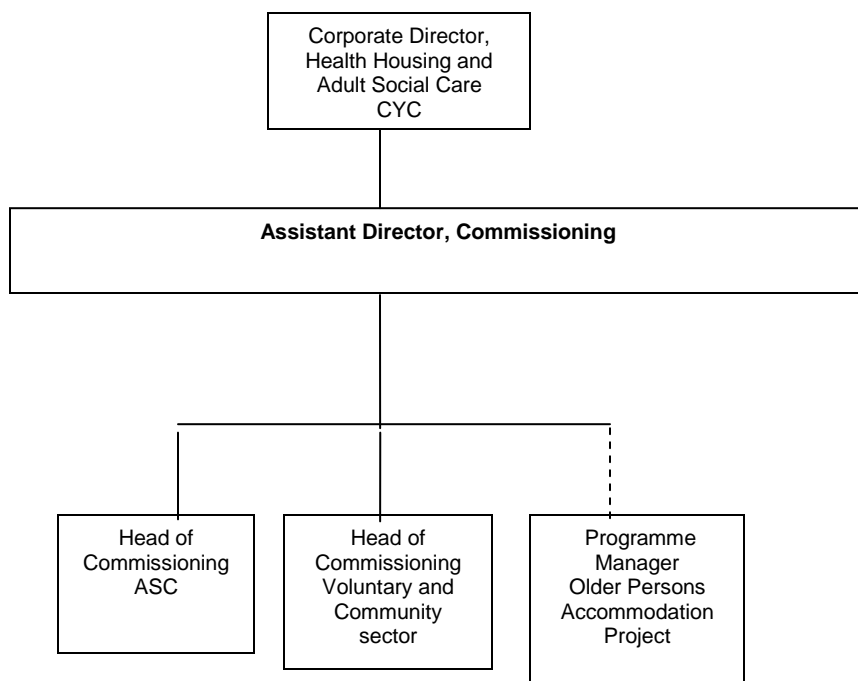 Corporate Director,
Health Housing and
Adult Social Care
CYC
Assistant Director, Commissioning
Head of
Commissioning
ASC
Head of
Commissioning
Voluntary and
Community
sector
Programme
Manager
Older Persons
Accommodation
Project